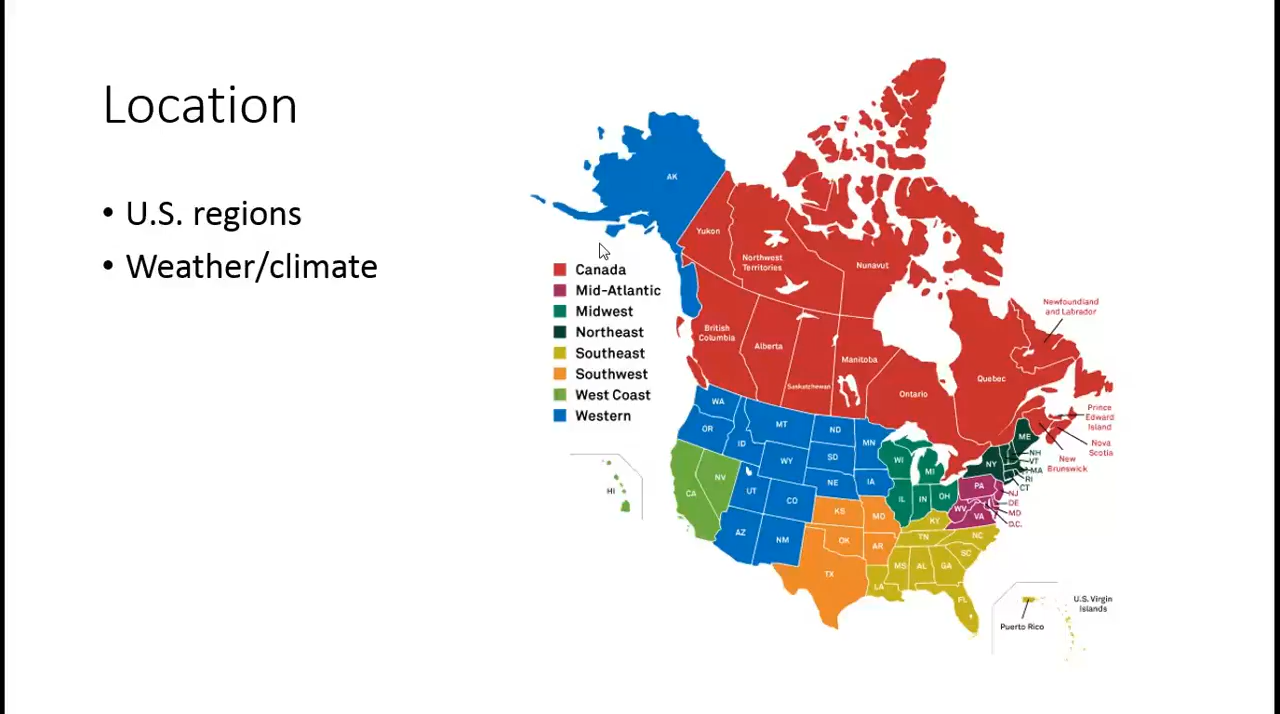 Location
• U.S. regions
• Weather/climate
Canada
Mid-Atlantic
Midwest
Northeast
Southeast
Southwest
West Coast
Western
AK
Yukon
Northwest
Territories
Nunavut
British
Columbia
Alberta
Saskatchewan
Manitoba
Ontario
Quebec
Newfoundland
and Labrador
Prince
Edward
Island
Nova
Scotia
New
Brunswick
WA
OR
ID
MT
WY
ND
SD
NE
MN
IA
UT
CO
AZ
NM
CA
NV
HI
KS
MO
OK
AR
TX
WI
MI
IL
IN
OH
KY
TN
NC
SC
MS
AL
GA
LA
FL
ME
NY
NH
VT
MA
RI
CT
PA
NJ
DE
MD
D.C.
WV
VA
Puerto Rico
U.S. Virgin
Islands